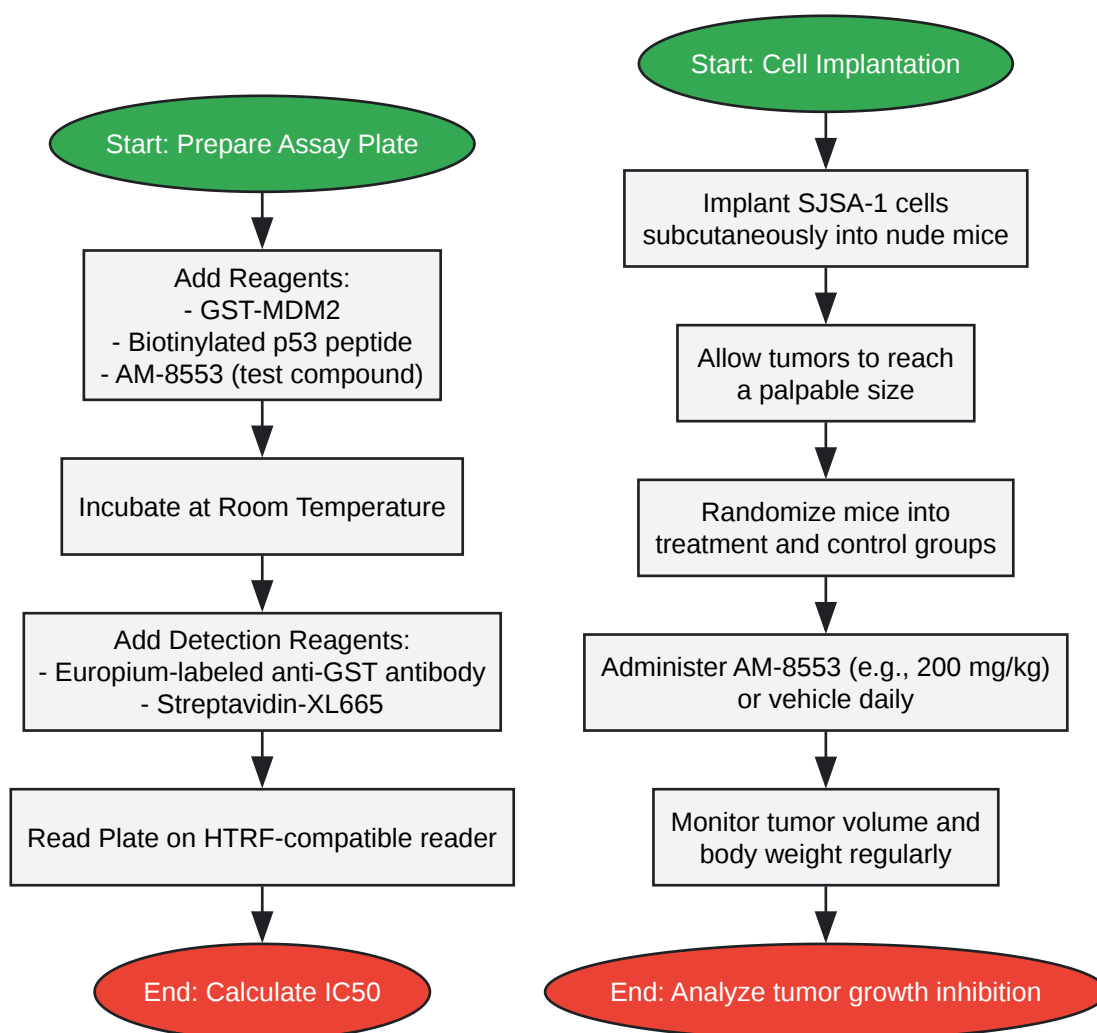 Start: Prepare Assay Plate
Add Reagents:
- GST-MDM2
- Biotinylated p53 peptide
- AM-8553 (test compound)
Incubate at Room Temperature
Add Detection Reagents:
- Europium-labeled anti-GST antibody
- Streptavidin-XL665
Read Plate on HTRF-compatible reader
End: Calculate IC50
Start: Cell Implantation
Implant SJSA-1 cells
subcutaneously into nude mice
Allow tumors to reach
a palpable size
Randomize mice into
treatment and control groups
Administer AM-8553 (e.g., 200 mg/kg)
or vehicle daily
Monitor tumor volume and
body weight regularly
End: Analyze tumor growth inhibition